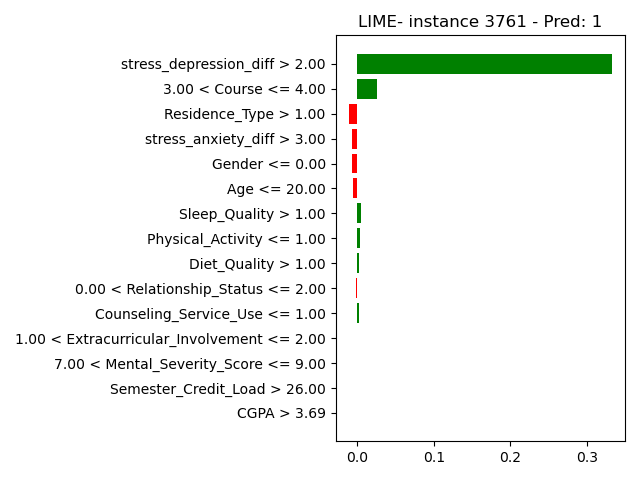 LIME- instance 3761 - Pred: 1
stress_depression_diff > 2.00
3.00 < Course <= 4.00
Residence_Type > 1.00
stress_anxiety_diff > 3.00
Gender <= 0.00
Age <= 20.00
Sleep_Quality > 1.00
Physical_Activity <= 1.00
Diet_Quality > 1.00
0.00 < Relationship_Status <= 2.00
Counseling_Service_Use <= 1.00
1.00 < Extracurricular_Involvement <= 2.00
7.00 < Mental_Severity_Score <= 9.00
Semester_Credit_Load > 26.00
CGPA > 3.69
0.0 0.1 0.2 0.3